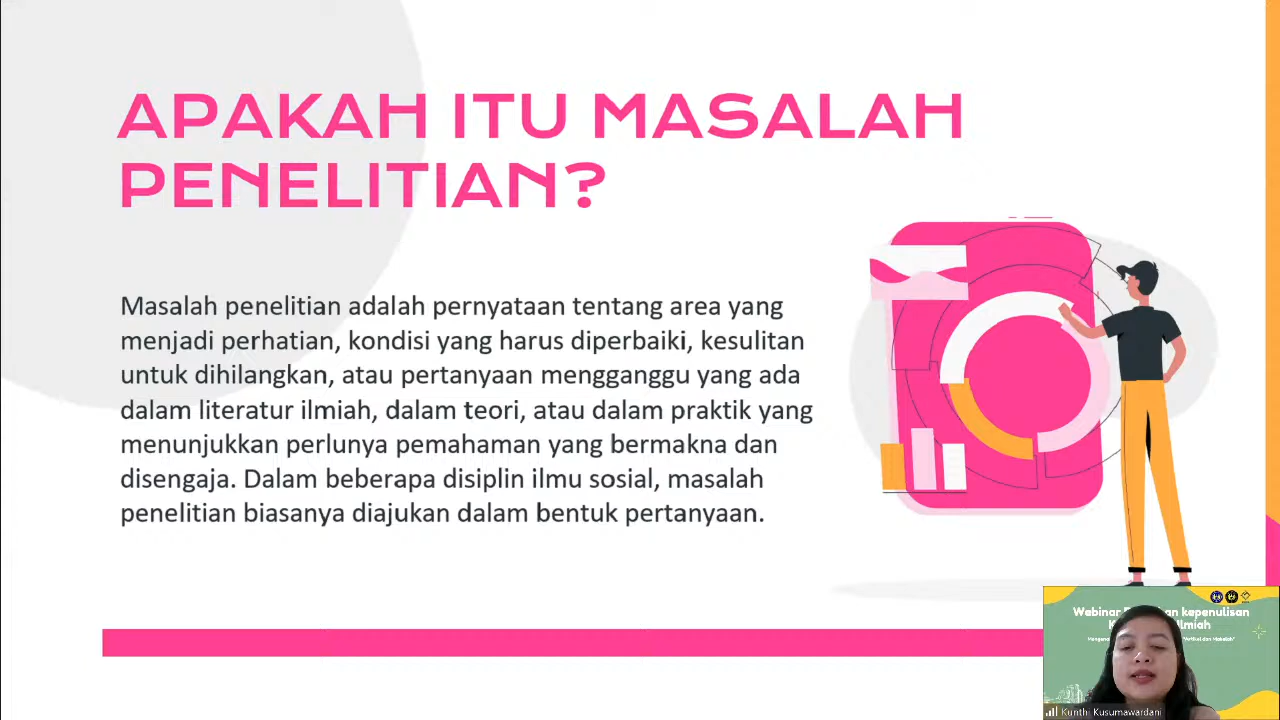 APAKAH ITU MASALAH
PENELITIAN?
Masalah penelitian adalah pernyataan tentang area yang
menjadi perhatian, kondisi yang harus diperbaiki, kesulitan
untuk dihilangkan, atau pertanyaan mengganggu yang ada
dalam literatur ilmiah, dalam teori, atau dalam praktik yang
menunjukkan perlunya pemahaman yang bermakna dan
disengaja. Dalam beberapa disiplin ilmu sosial, masalah
penelitian biasanya diajukan dalam bentuk pertanyaan.
Webinar kepenulisan
"Artikel dan Makalah"
Kunthi Kusumawardani